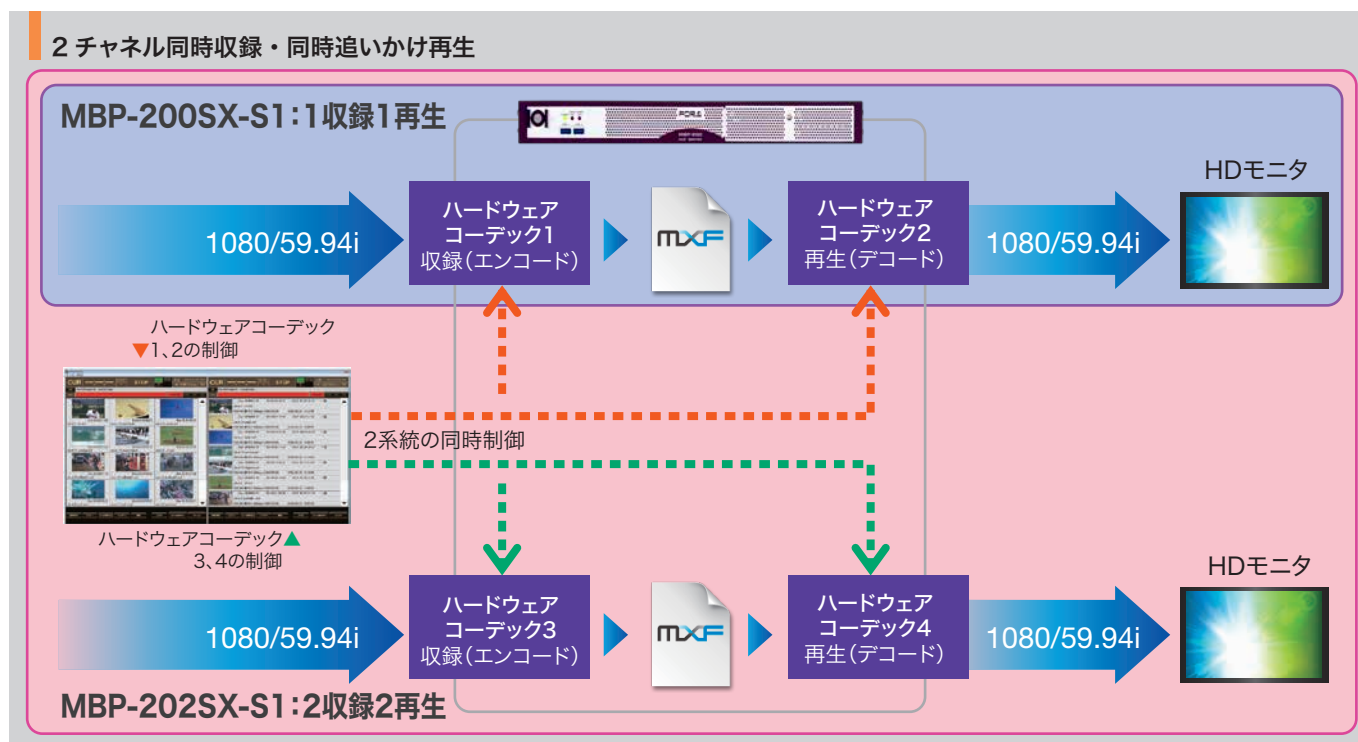 2チャネル同時収録・同時追いかけ再生
MBP-200SX-S1：1収録1再生
FOR.A
HDモニタ
1080/59.94i
ハードウェア
コーデック1
収録（エンコード）
mxf
ハードウェア
コーデック2
再生（デコード）
1080/59.94i
ハードウェアコーデック
▼1、2の制御
2系統の同時制御
ハードウェアコーデック▲
3、4の制御
HDモニタ
1080/59.94i
ハードウェア
コーデック3
収録（エンコード）
mxf
ハードウェア
コーデック4
再生（デコード）
1080/59.94i
MBP-202SX-S1：2収録2再生